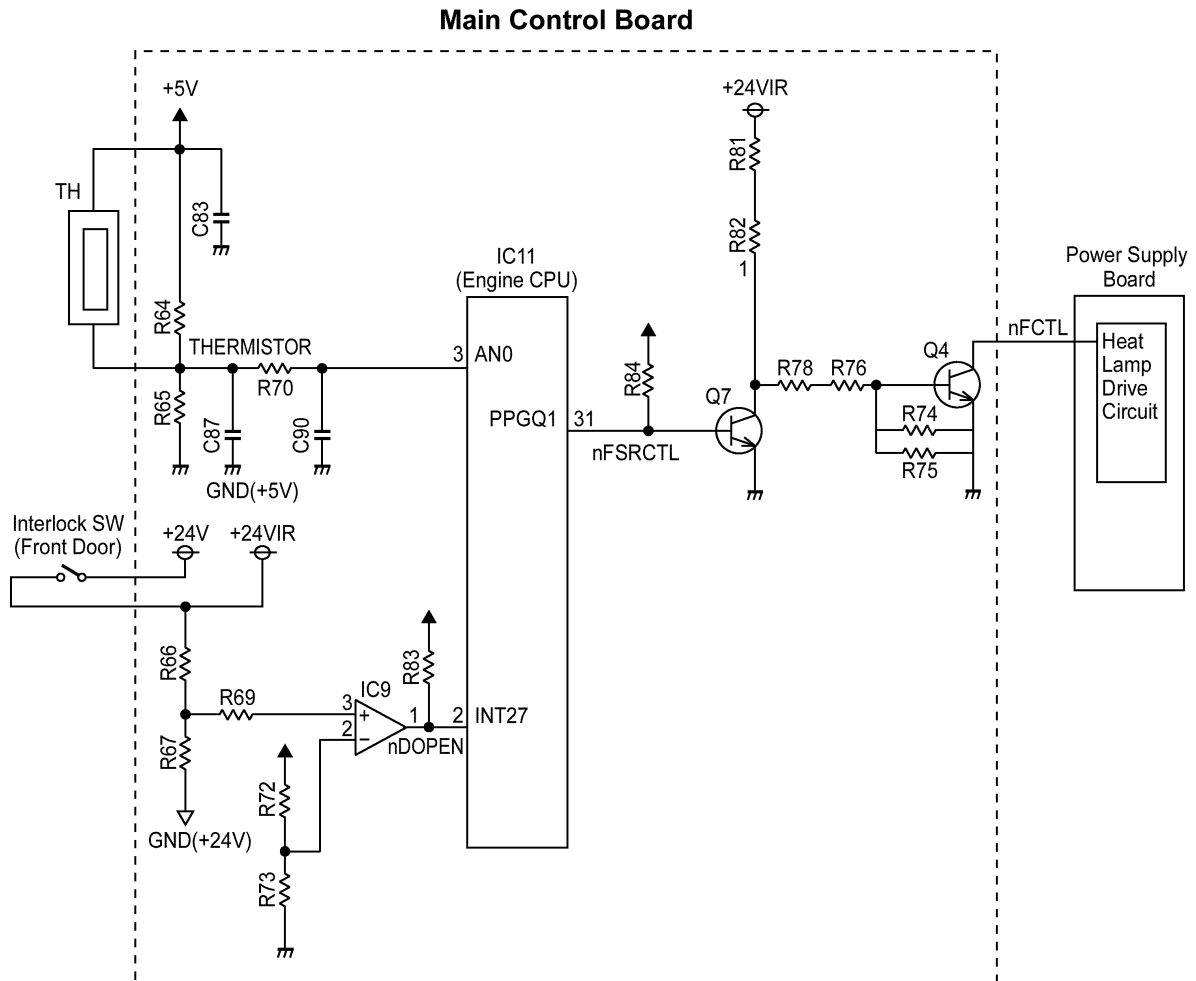 Main Control Board
+5V
+24VIR
R81
TH
C83
R82
1
IC11
(Engine CPU)
Power Supply
Board
R64
THERMISTOR
R70
3
AN0
R84
nFCTL
Q4
Heat
Lamp
Drive
Circuit
R78
R76
R65
C87
C90
PPGQ1
31
nFSRCTL
Q7
R74
R75
GND(+5V)
Interlock SW
(Front Door)
+24V
+24VIR
R66
R83
R69
IC9
3
+
2
−
1
2
INT27
nDOPEN
R67
R72
GND(+24V)
R73